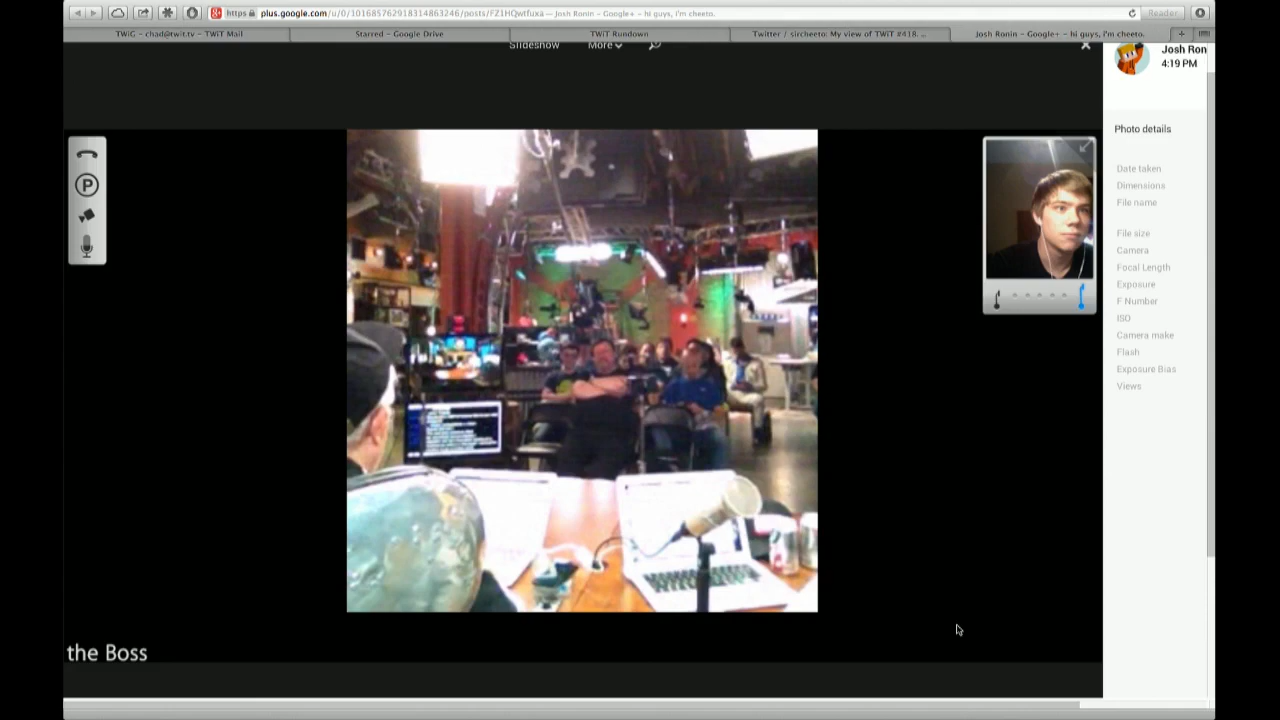 https plus.google.com/u/0/101685762918314863246/posts/FZ1HQwtfuxa — Josh Ronin – Google+ – hi guys, i'm cheeto. Reader
TWiG – chad@twit.tv – TWiT Mail
Starred – Google Drive
TWiT Rundown
Twitter / sircheeto: My view of TWiT #418. ...
Josh Ronin – Google+ – hi guys, i'm cheeto.
Slideshow More
Josh Ron
4:19 PM
Photo details
Date taken
Dimensions
File name
File size
Camera
Focal Length
Exposure
F Number
ISO
Camera make
Flash
Exposure Bias
Views
P
the Boss